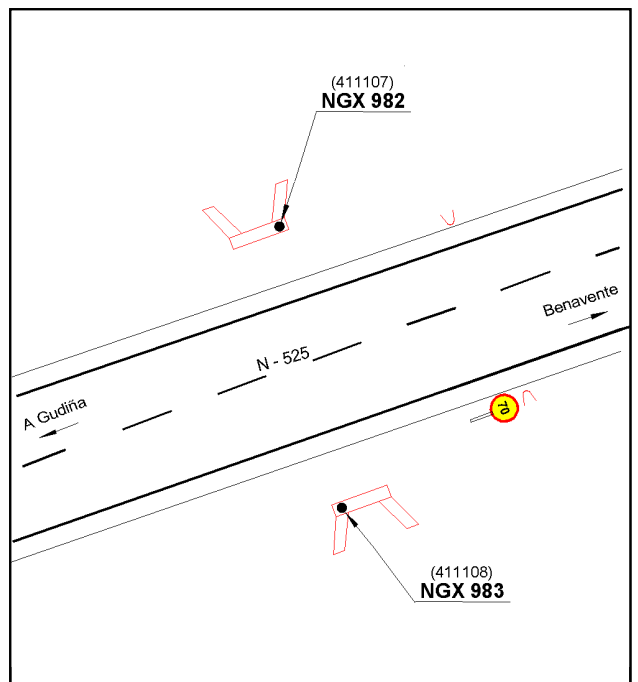 (411107)
NGX 982
Benavente
N - 525
A Gudiña
70
(411108)
NGX 983